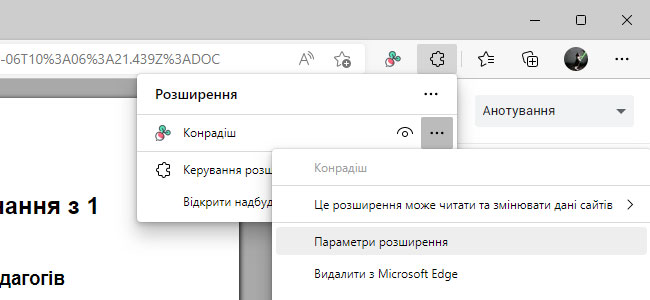 -06T10%3A06%3A21.439Z%3ADOC
Розширення
Анотування
Конрадіш
Керування розш
Конрадіш
Відкрити надбуд
Це розширення може читати та змінювати дані сайтів
ання з 1
Параметри розширення
дагогів
Видалити з Microsoft Edge